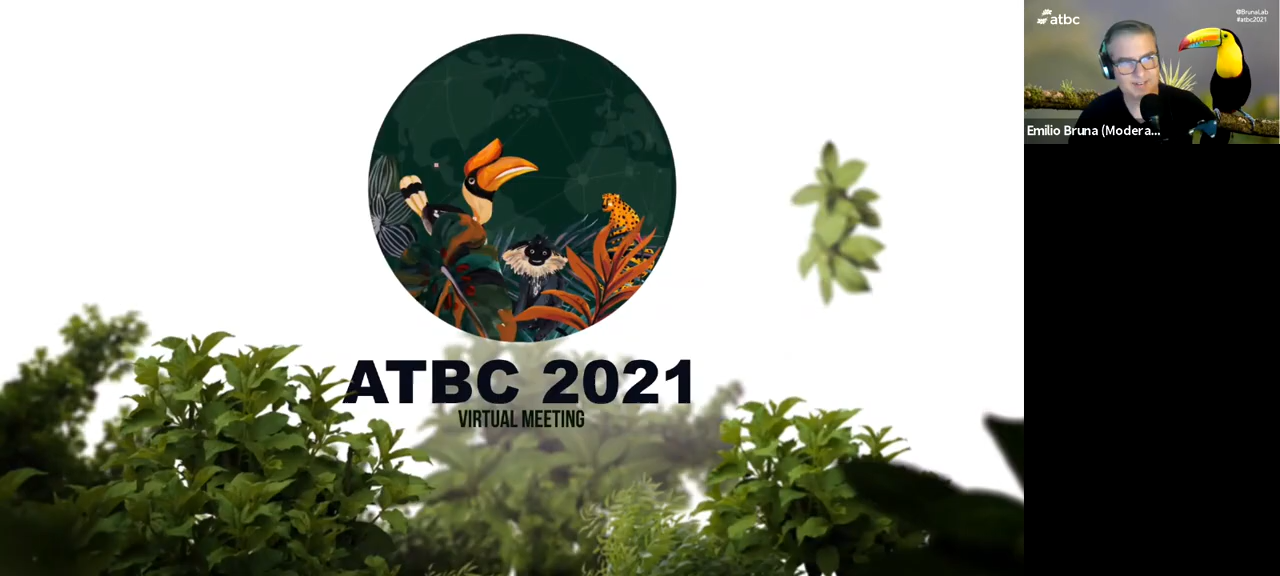 ATBC 2021
VIRTUAL MEETING
atbc
@BrunaLab
#atbc2021
Emilio Bruna (Modera...